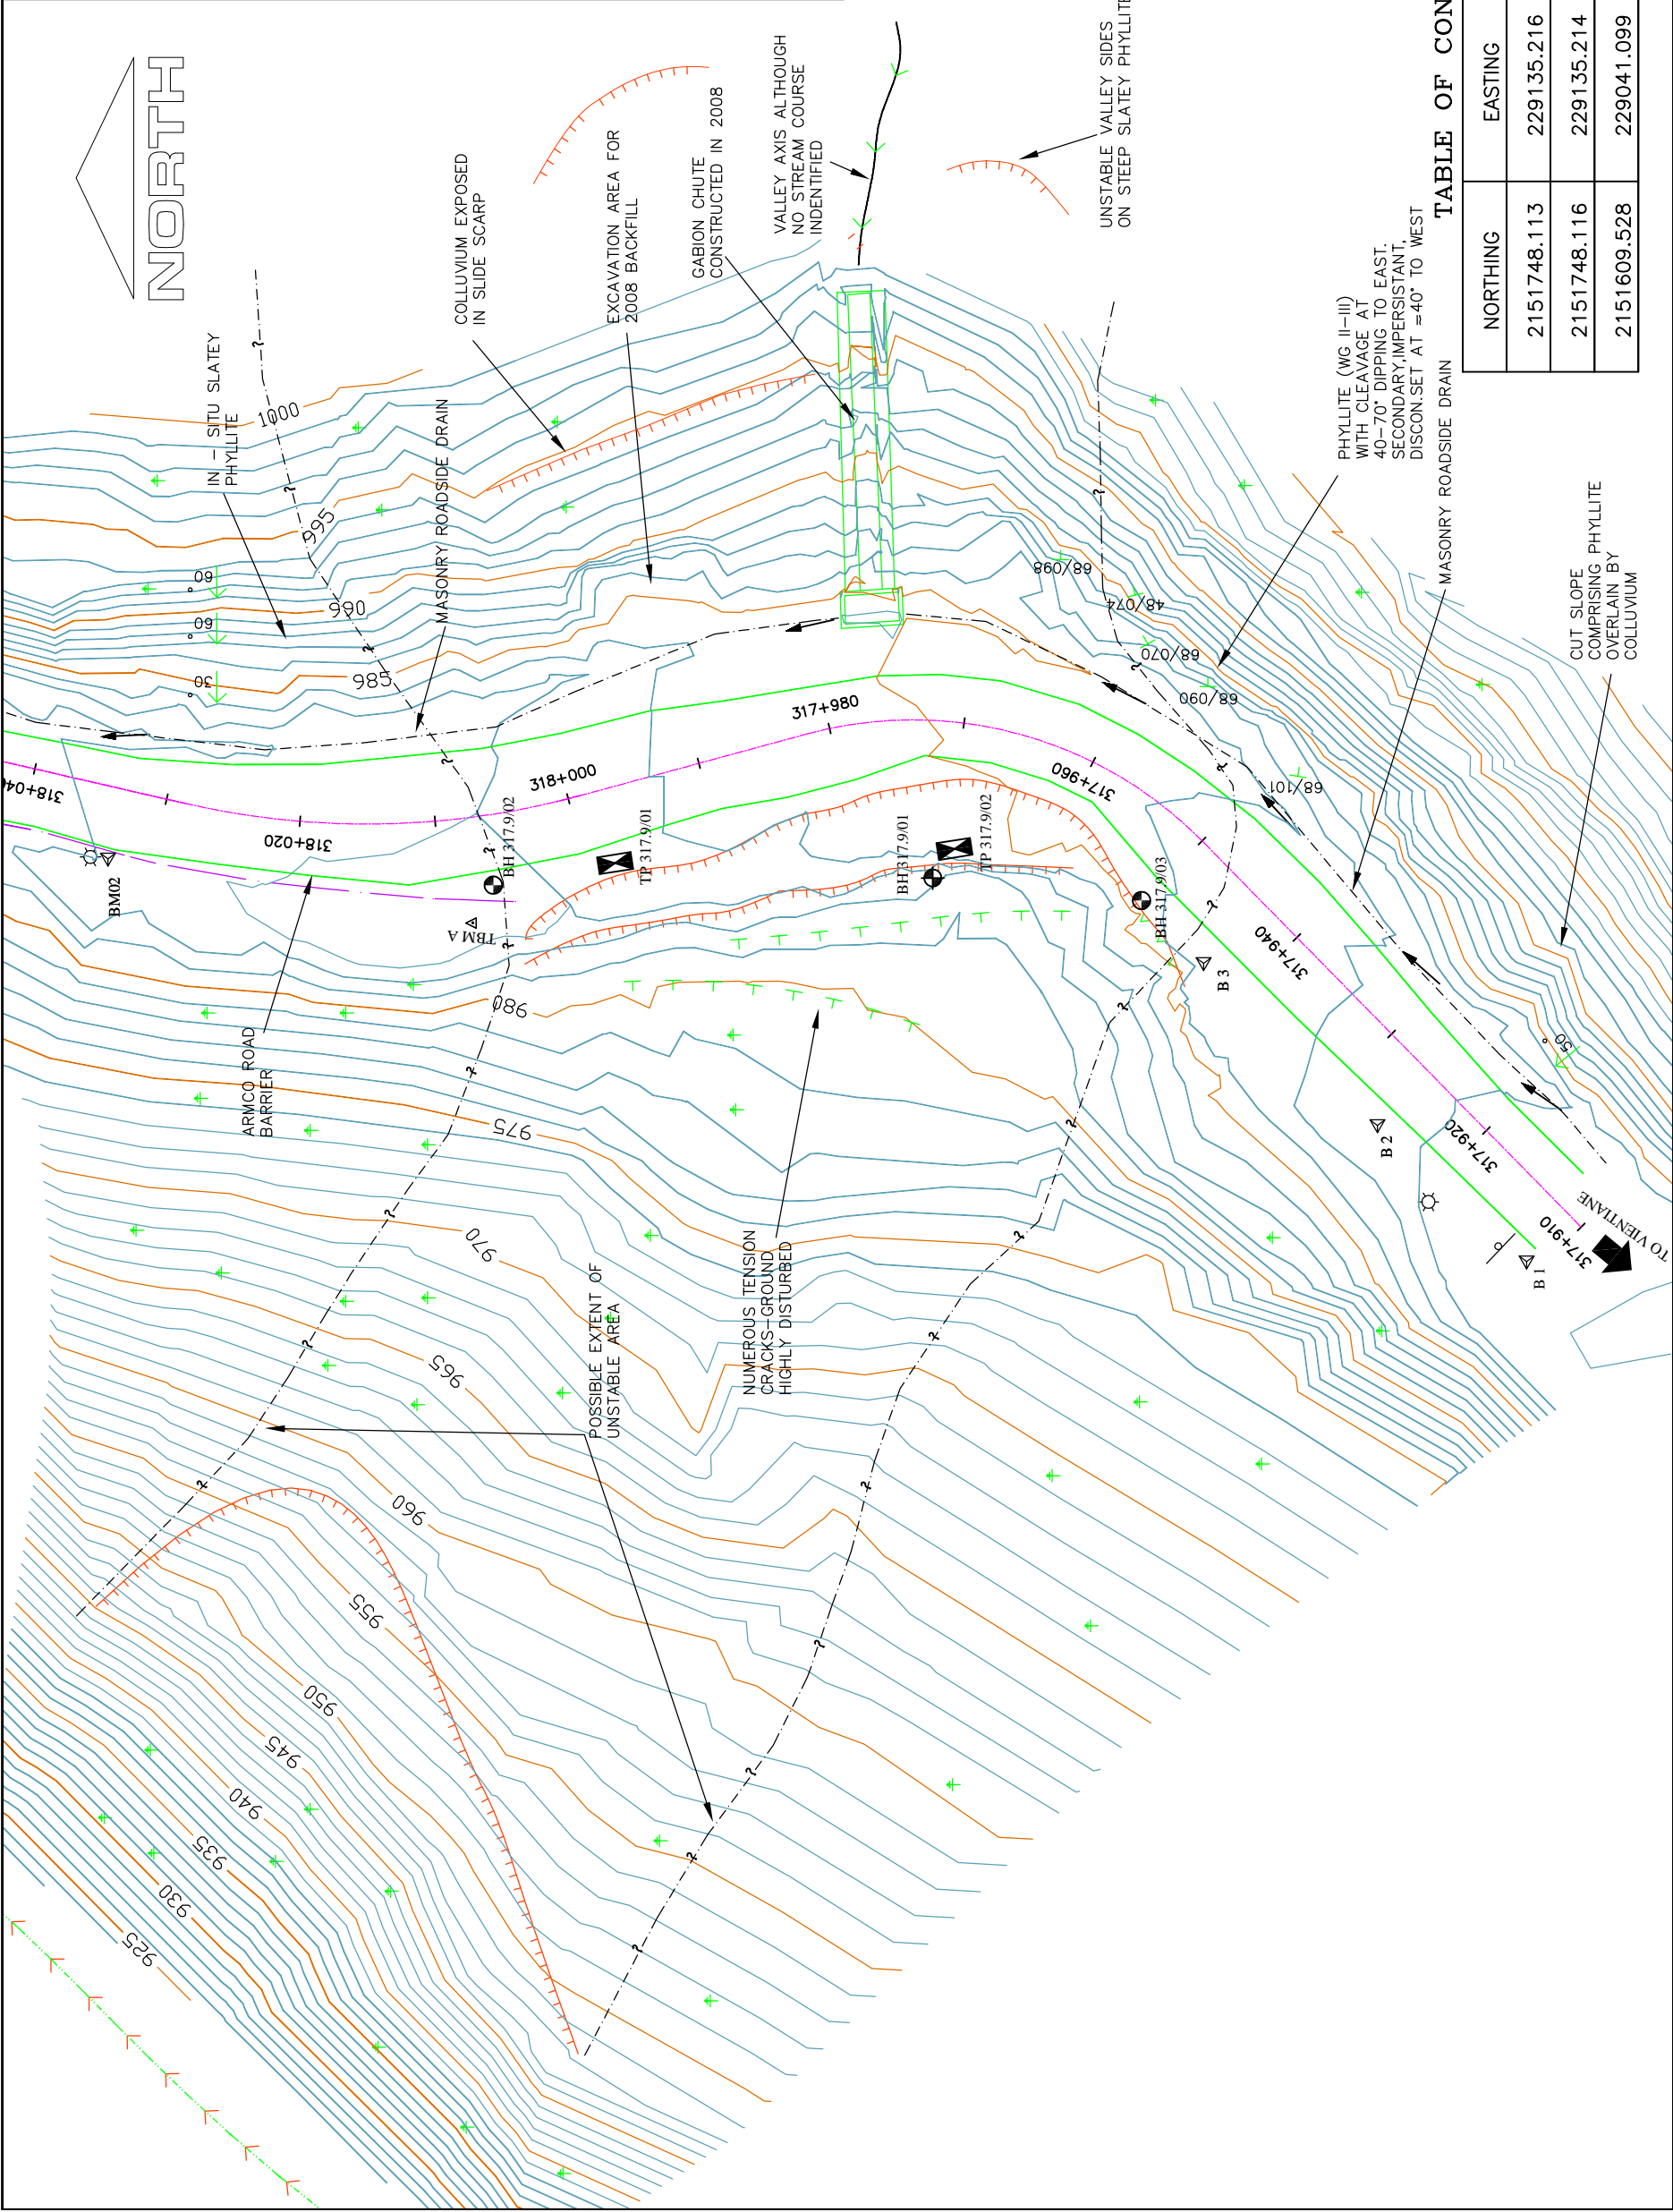 NORTH
IN - SITU SLATEY
PHYLLITE
COLLUVIUM EXPOSED
IN SLIDE SCARP
MASONRY ROADSIDE DRAIN
EXCAVATION AREA FOR
2008 BACKFILL
GABION CHUTE
CONSTRUCTED IN 2008
VALLEY AXIS ALTHOUGH
NO STREAM COURSE
INDENTIFIED
UNSTABLE VALLEY SIDES
ON STEEP SLATEY PHYLLITE
PHYLLITE (WG II-III)
WITH CLEAVAGE AT
40-70° DIPPING TO EAST.
SECONDARY,IMPERSISTANT,
DISCON.SET AT =40° TO WEST
MASONRY ROADSIDE DRAIN
CUT SLOPE
COMPRISING PHYLLITE
OVERLAIN BY
COLLUVIUM
TABLE OF CON
NORTHING EASTING
2151748.113 229135.216
2151748.116 229135.214
2151609.528 229041.099
1000
995
990
985
60°
60°
30°
68/098
48/074
68/070
68/090
68/101
50°
318+040
318+020
318+000
317+980
317+960
317+940
317+920
317+910
TO VIENTIANE
BM02
TBM A
BH 317.9/02
TP 317.9/01
BH 317.9/01
TP 317.9/02
BH 317.9/03
B 3
B 2
B 1
ARMCO ROAD
BARRIER
POSSIBLE EXTENT OF
UNSTABLE AREA
NUMEROUS TENSION
CRACKS-GROUND
HIGHLY DISTURBED
980
975
970
965
960
955
950
945
940
935
930
925